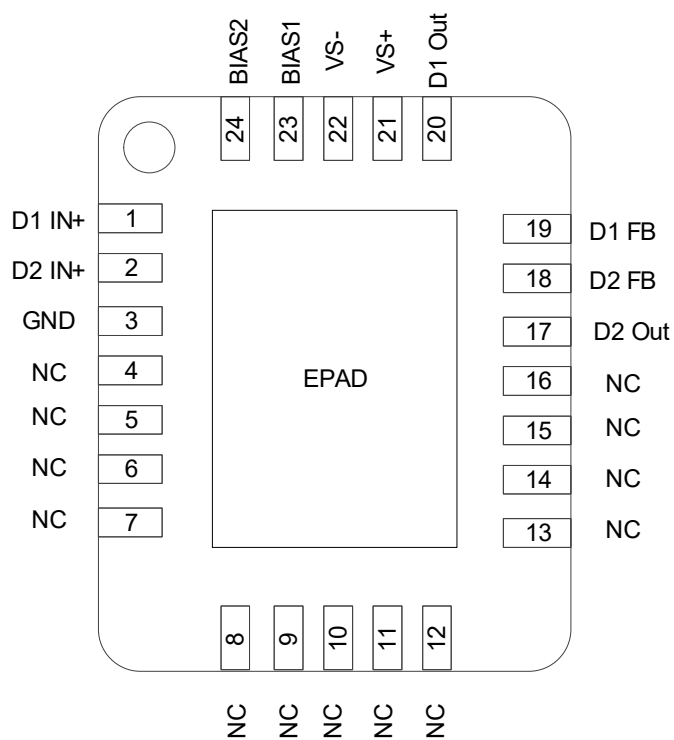 BIAS2
BIAS1
VS-
VS+
D1 Out
24
23
22
21
20
D1 IN+
1
D2 IN+
2
GND
3
NC
4
NC
5
NC
6
NC
7
EPAD
19
D1 FB
18
D2 FB
17
D2 Out
16
NC
15
NC
14
NC
13
NC
8
9
10
11
12
NC
NC
NC
NC
NC